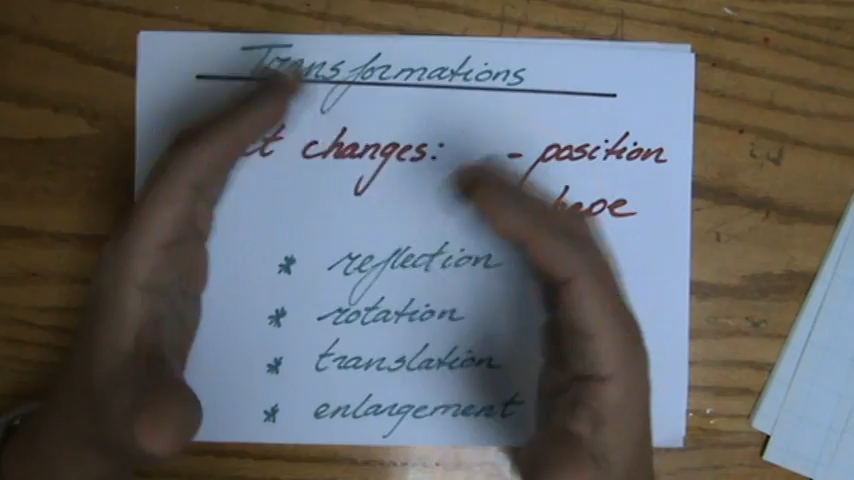 Transformations
changes: - position
* reflection
* rotation
* translation
* enlargement